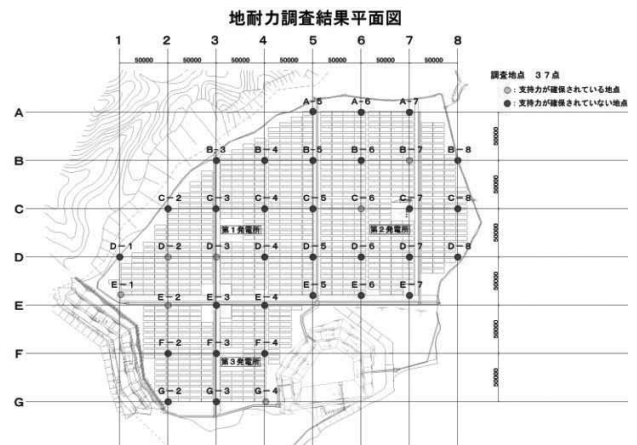 地耐力調査結果平面図
1 2 3 4 5 6 7 8
50000 50000 50000 50000 50000 50000 50000
調査地点 37点
：支持力が確保されている地点
：支持力が確保されていない地点
A
A-5 A-6 A-7
50000
B
B-3 B-4 B-5 B-6 B-7 B-8
50000
C
C-2 C-3 C-4 C-5 C-6 C-7 C-8
第1発電所 第2発電所
50000
D
D-1 D-2 D-3 D-4 D-5 D-6 D-7 D-8
50000
E-1 E-5 E-6 E-7
E
E-2 E-3 E-4
50000
F
F-2 F-3 F-4
第3発電所
50000
G
G-2 G-3 G-4